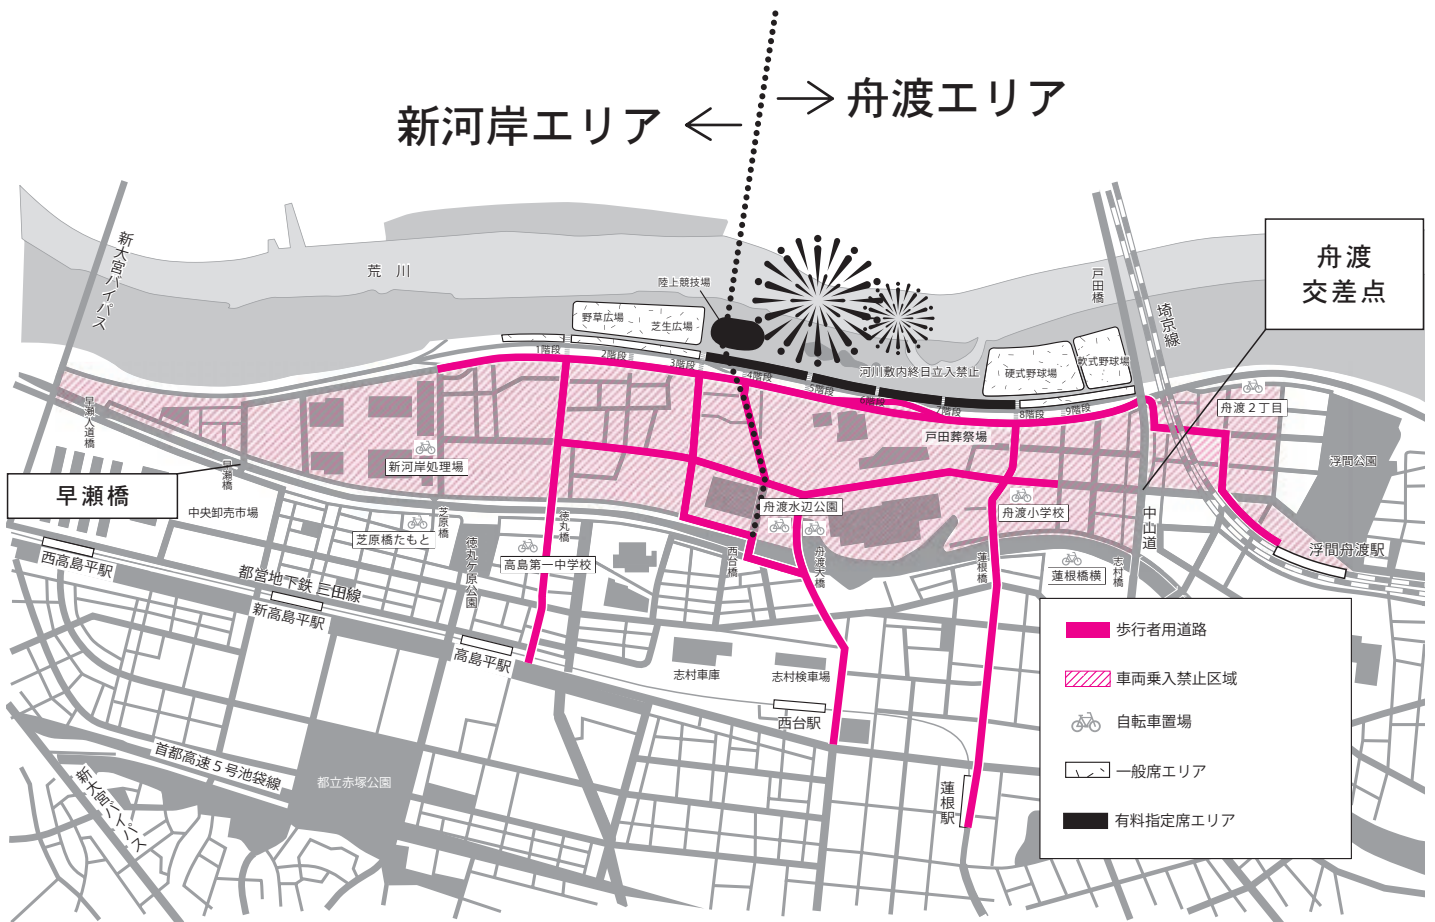 新河岸エリア
舟渡エリア
新大宮バイパス
荒川
陸上競技場
野草広場
芝生広場
戸田橋
埼京線
舟渡
交差点
1階段
2階段
3階段
4階段
5階段
6階段
7階段
8階段
9階段
河川敷内終日立入禁止
硬式野球場
軟式野球場
舟渡２丁目
早瀬人道橋
戸田葬祭場
浮間公園
新河岸処理場
早瀬橋
早瀬橋
中央卸売市場
芝原橋
芝原橋たもと
徳丸橋
徳丸ケ原公園
高島第一中学校
舟渡水辺公園
西台橋
舟渡大橋
舟渡小学校
蓮根橋
蓮根橋横
中山道
志村橋
浮間舟渡駅
西高島平駅
都営地下鉄 三田線
新高島平駅
高島平駅
志村車庫
志村検車場
西台駅
蓮根駅
首都高速５号池袋線
新大宮バイパス
都立赤塚公園
歩行者用道路
車両乗入禁止区域
自転車置場
一般席エリア
有料指定席エリア